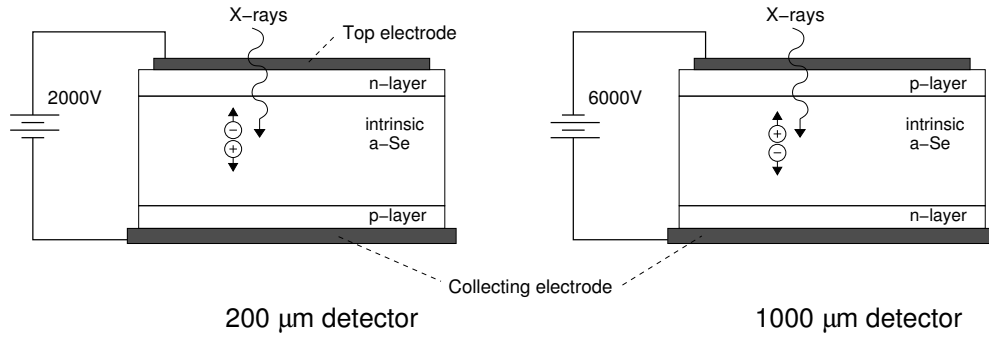 X−rays
Top electrode
n−layer
2000V
−
+
intrinsic
a−Se
p−layer
X−rays
p−layer
6000V
+
−
intrinsic
a−Se
n−layer
Collecting electrode
200 μm detector
1000 μm detector